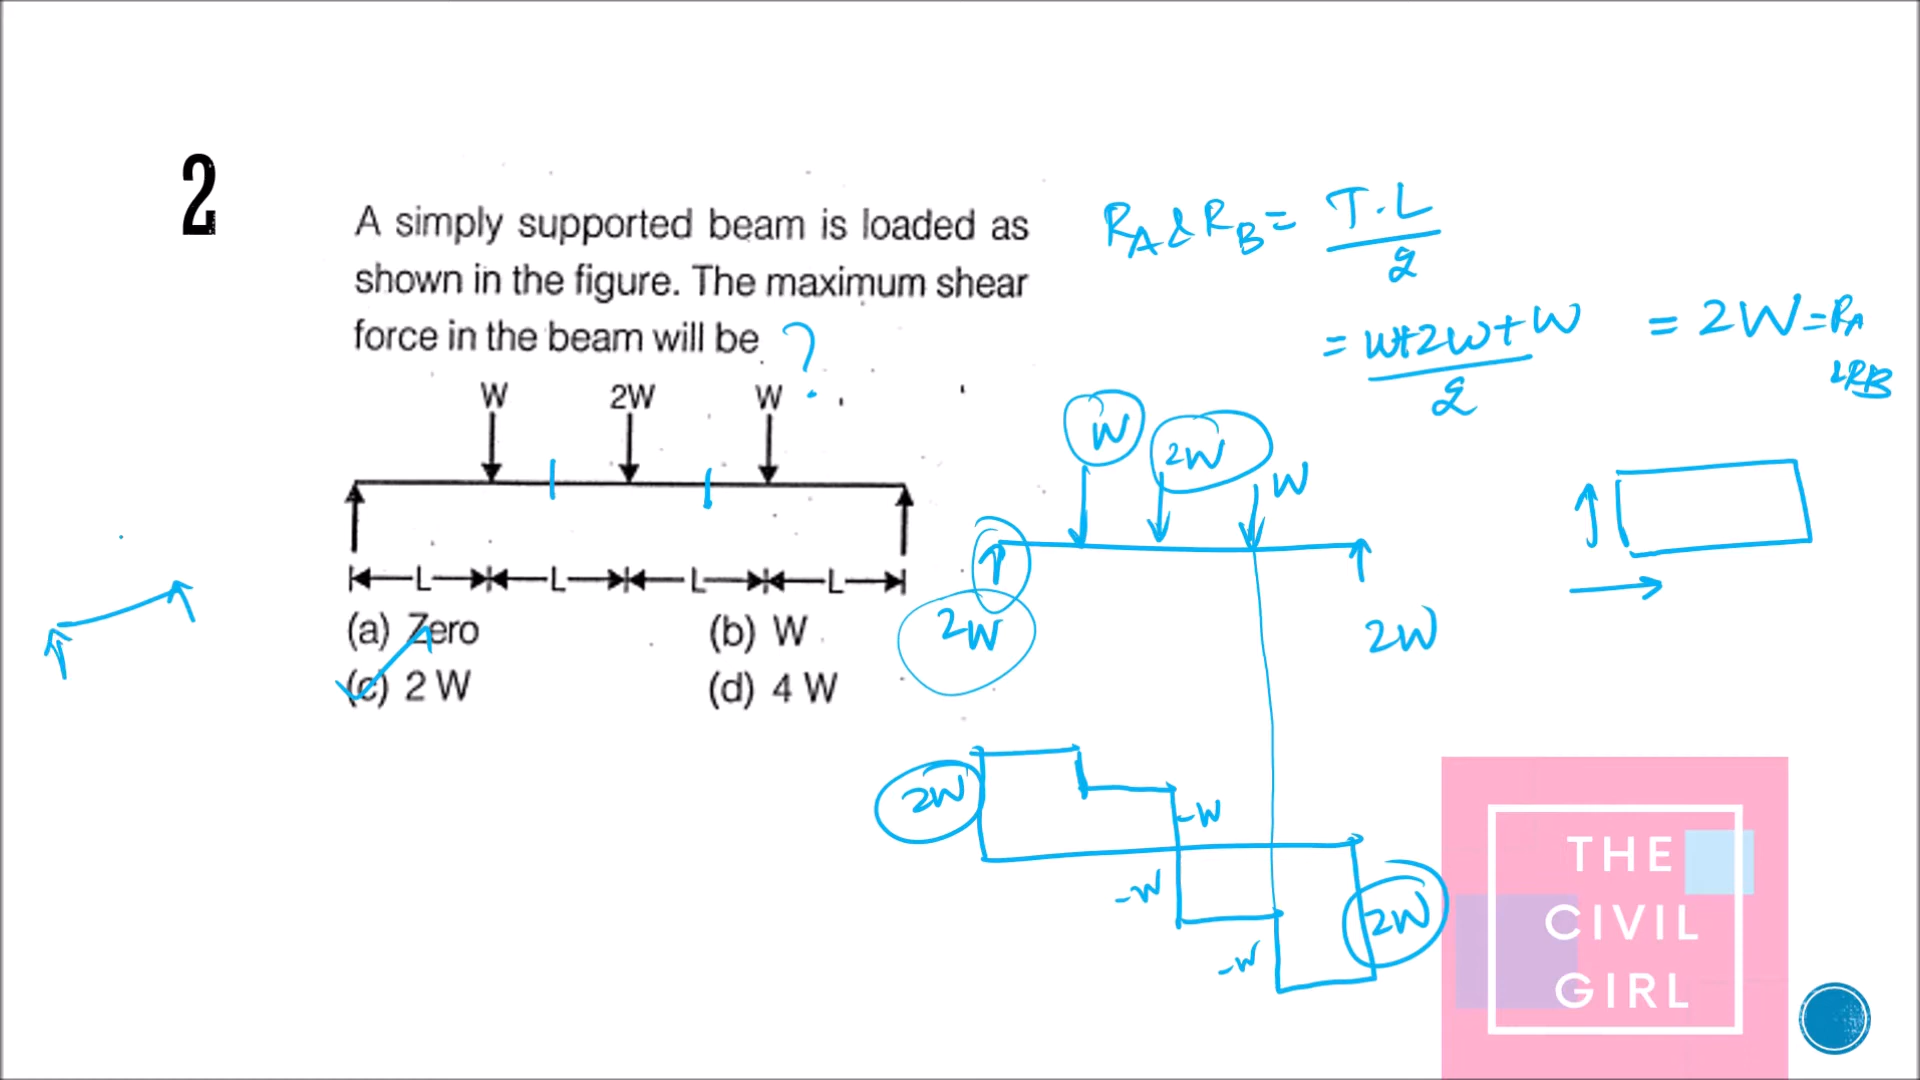 2
A simply supported beam is loaded as
shown in the figure. The maximum shear
force in the beam will be ?
W 2W W
L L L L
(a) Zero (b) W
(c) 2 W (d) 4 W
RA & RB = T.L / 2
= W+2W+W / 2 = 2W = RA
& RB
W 2W W
2W 2W
2W -W
-W 2W
-W
THE
CIVIL
GIRL